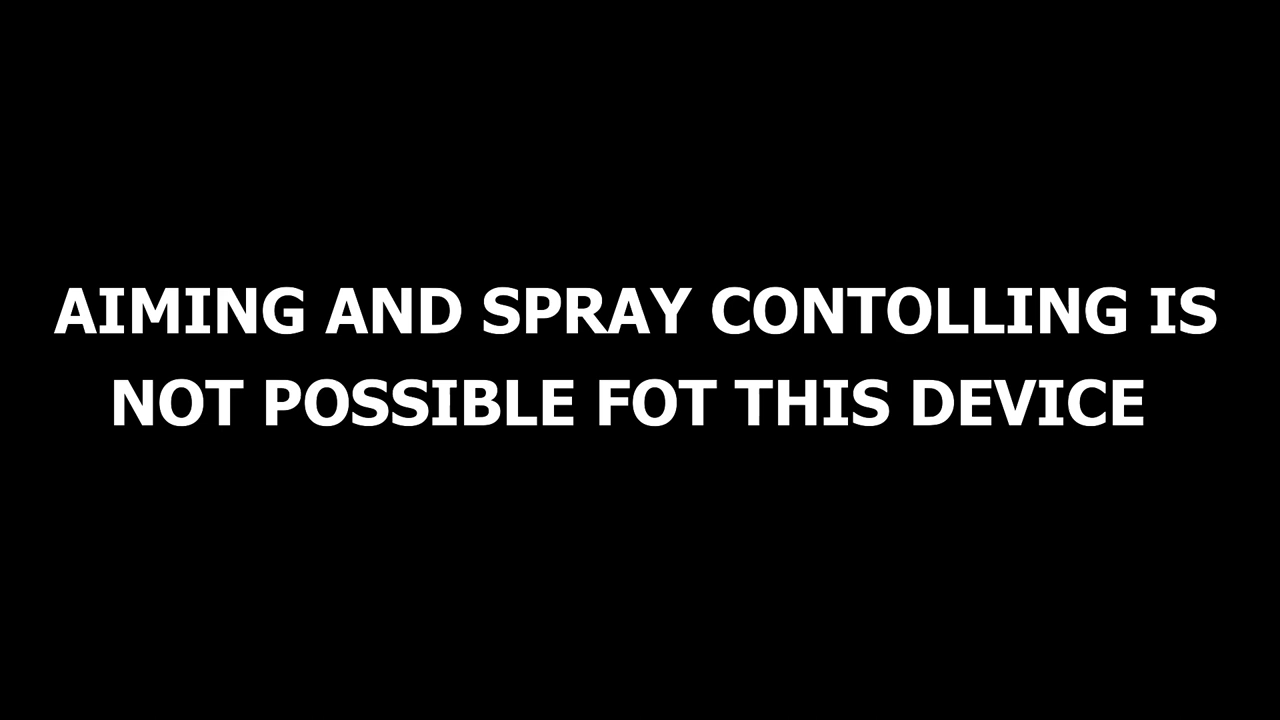 AIMING AND SPRAY CONTOLLING IS
NOT POSSIBLE FOT THIS DEVICE